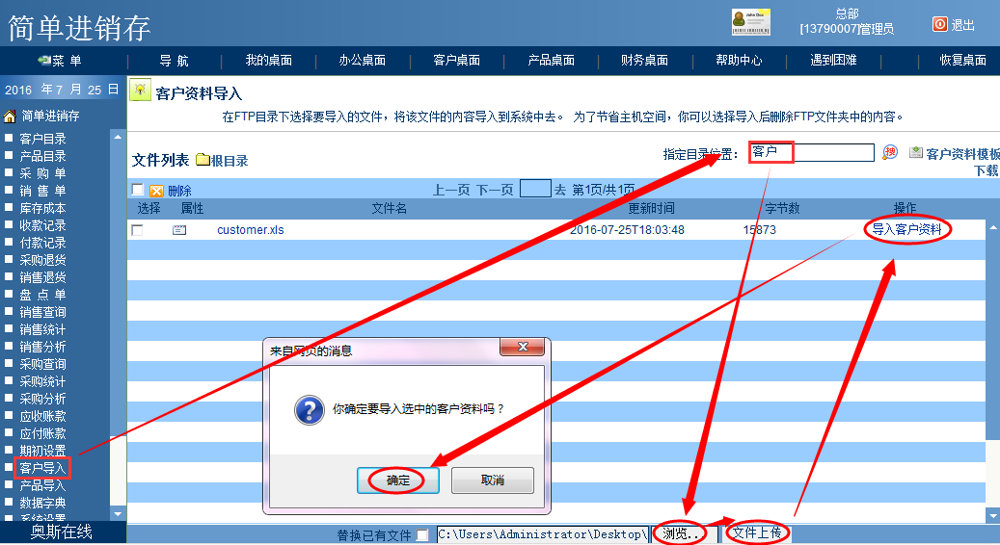 简单进销存
总部
[13790007]管理员
退出
菜 单 导 航 我的桌面 办公桌面 客户桌面 产品桌面 财务桌面 帮助中心 遇到困难 恢复桌面
2016 年 7 月 25 日
简单进销存
客户目录
产品目录
采 购 单
销 售 单
库存成本
收款记录
付款记录
采购退货
销售退货
盘 点 单
销售查询
销售统计
销售分析
采购查询
采购统计
采购分析
应收账款
应付账款
期初设置
客户导入
产品导入
数据字典
系统设置
奥斯在线
客户资料导入
在FTP目录下选择要导入的文件，将该文件的内容导入到系统中去。 为了节省主机空间，你可以选择导入后删除FTP文件夹中的内容。
文件列表 根目录 指定目录位置： 客户 搜 客户资料模板
下载
删除 上一页 下一页 去 第1页/共1页
选择 属性 文件名 更新时间 字节数 操作
customer.xls 2016-07-25T18:03:48 15873 导入客户资料
来自网页的消息
你确定要导入选中的客户资料吗？
确定 取消
替换已有文件 C:\Users\Administrator\Desktop\ 浏览.. 文件上传